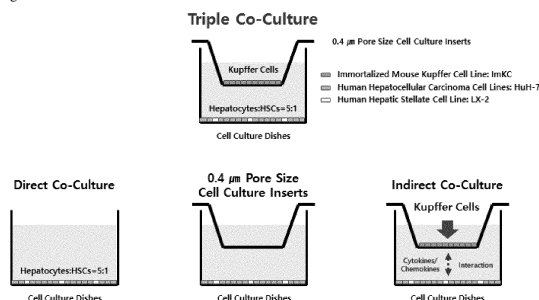 Triple Co-Culture
0.4 μm Pore Size Cell Culture Inserts
Kupffer Cells
Immortalized Mouse Kupffer Cell Line: ImKC
Human Hepatocellular Carcinoma Cell Lines: HuH-7
Human Hepatic Stellate Cell Line: LX-2
Hepatocytes:HSCs=5:1
Cell Culture Dishes
Direct Co-Culture
0.4 μm Pore Size
Cell Culture Inserts
Indirect Co-Culture
Kupffer Cells
Cytokines/
Chemokines
Interaction
Hepatocytes:HSCs=5:1
Cell Culture Dishes
Cell Culture Dishes
Cell Culture Dishes